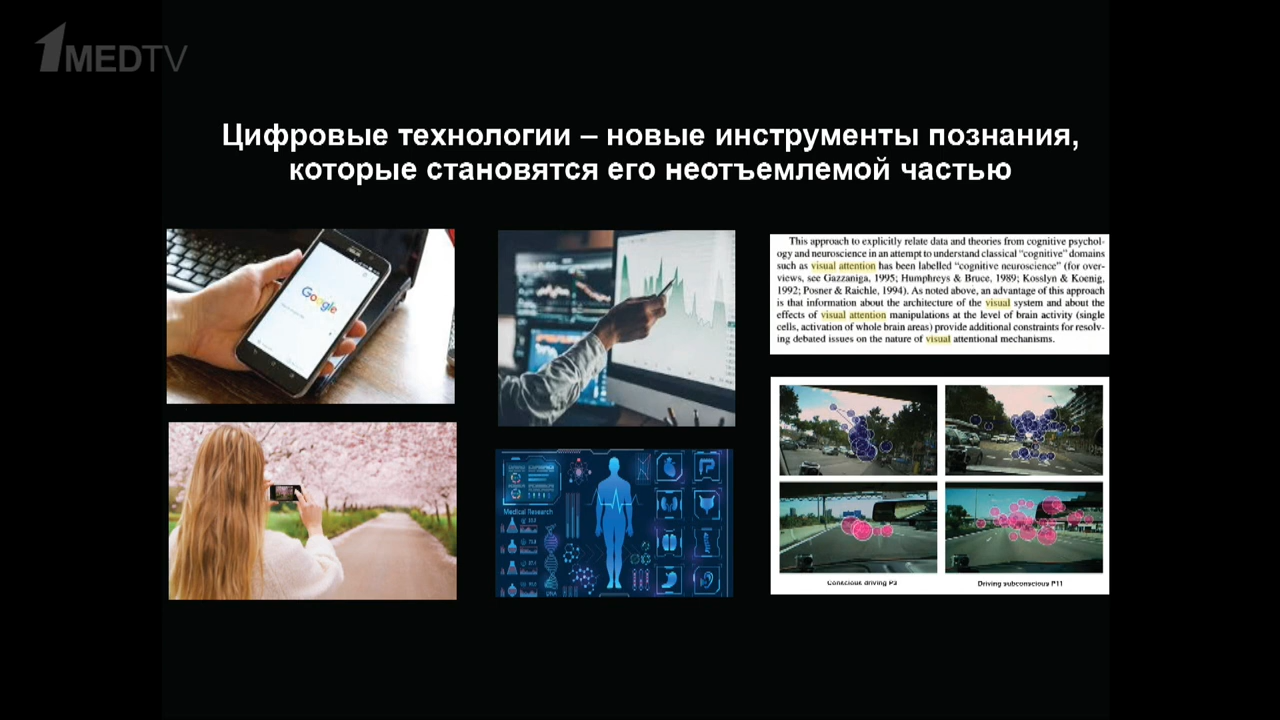 1MEDTV
Цифровые технологии – новые инструменты познания,
которые становятся его неотъемлемой частью
Google
This approach to explicitly relate data and theories from cognitive psychol-
ogy and neuroscience in an attempt to understand classical “cognitive” domains
such as visual attention has been labelled “cognitive neuroscience” (for over-
views, see Gazzaniga, 1995; Humphreys & Bruce, 1989; Kosslyn & Koenig,
1992; Posner & Raichle, 1994). As noted above, an advantage of this approach
is that information about the architecture of the visual system and about the
effects of visual attention manipulations at the level of brain activity (single
cells, activation of whole brain areas) provide additional constraints for resolv-
ing debated issues on the nature of visual attentional mechanisms.
Medical Research
DNA
Conscious driving P3
Driving subconscious P11